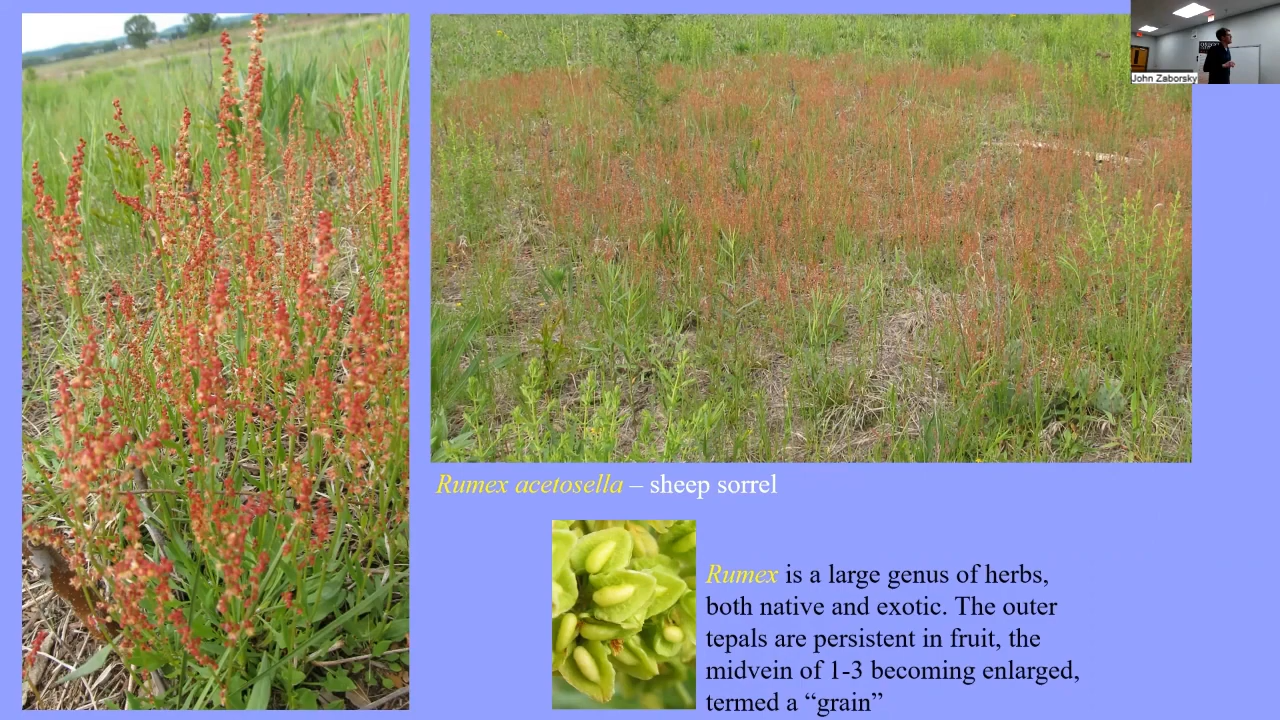 John Zaborsky
Rumex acetosella – sheep sorrel
Rumex is a large genus of herbs,
both native and exotic. The outer
tepals are persistent in fruit, the
midvein of 1-3 becoming enlarged,
termed a “grain”